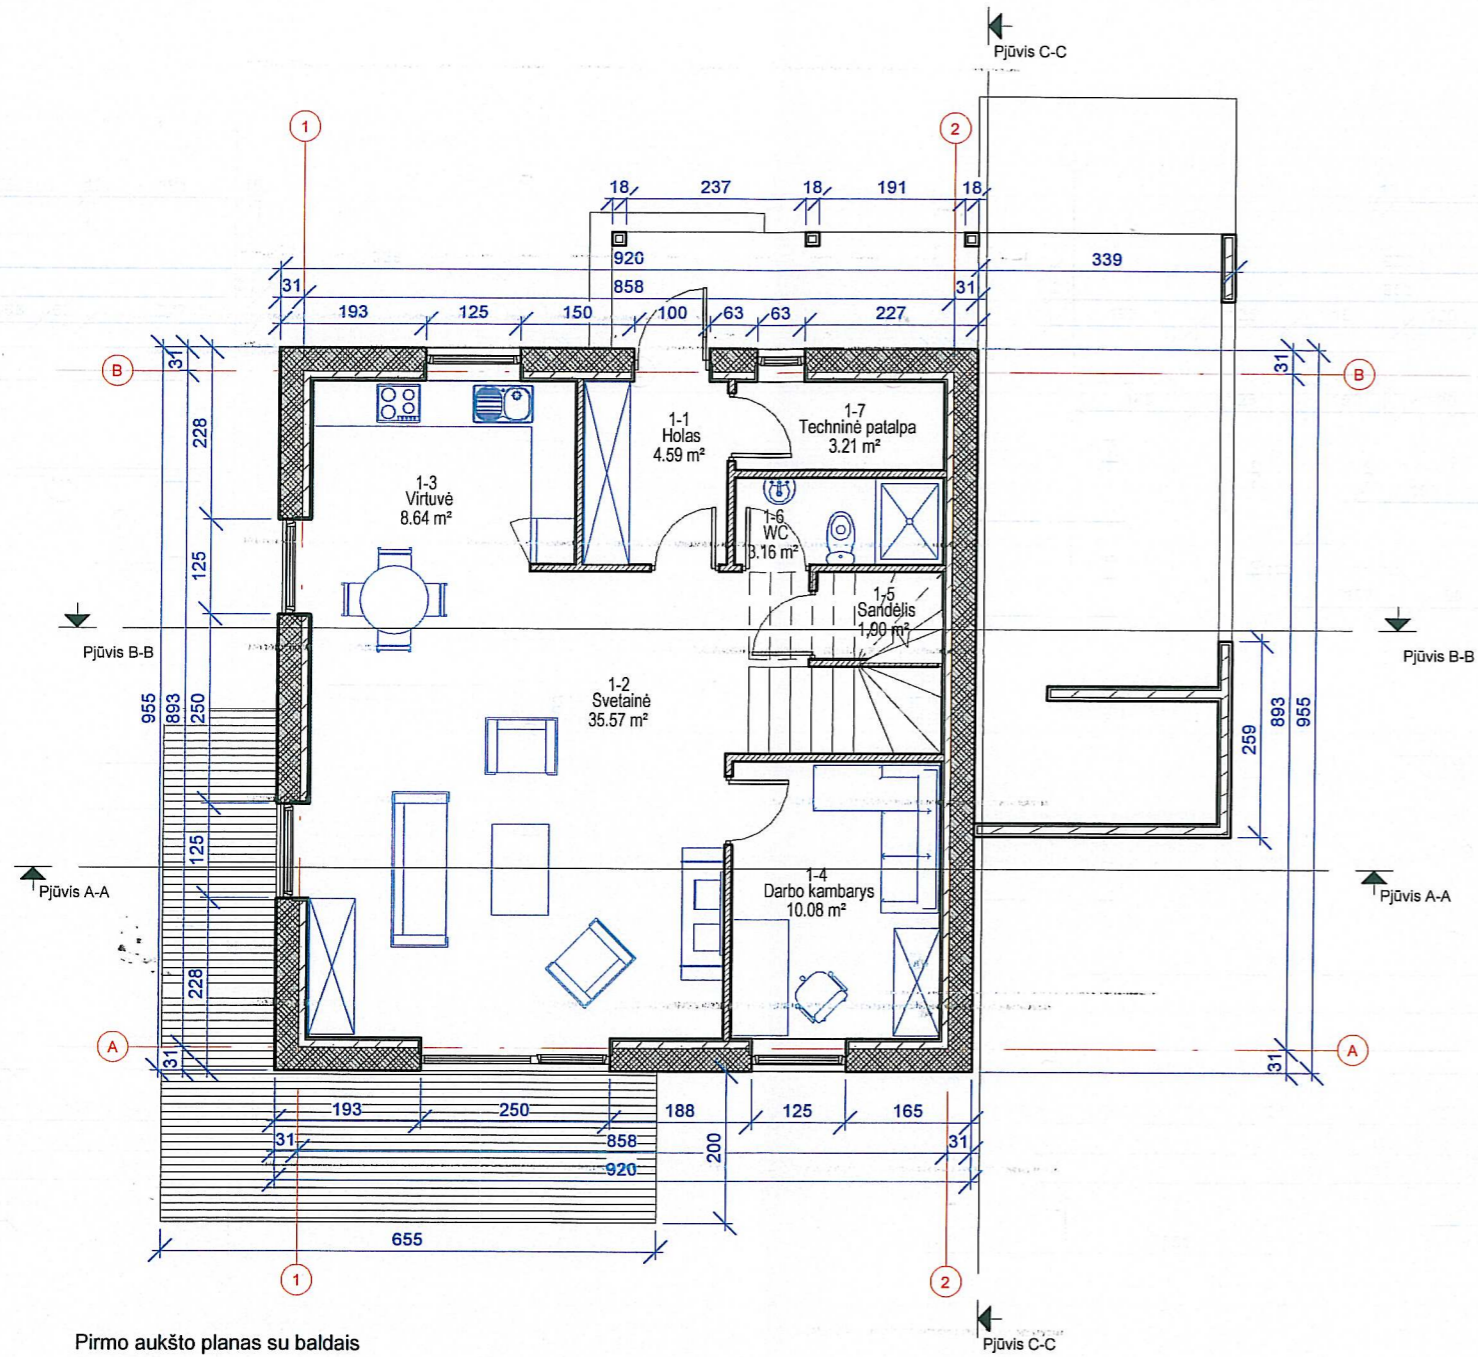 Pjūvis C-C
1
2
18
237
18
191
18
920
339
31
858
31
193
125
150
100
63
63
227
B
31
31
B
1-1
Holas
4.59 m²
1-7
Techninė patalpa
3.21 m²
228
1-3
Virtuvė
8.64 m²
1-6
WC
3.16 m²
125
1-5
Sandėlis
1.90 m²
Pjūvis B-B
Pjūvis B-B
1-2
Svetainė
35.57 m²
955
893
250
259
893
955
125
Pjūvis A-A
1-4
Darbo kambarys
10.08 m²
Pjūvis A-A
228
A
31
31
A
193
250
188
125
165
31
858
31
200
920
655
1
2
Pjūvis C-C
Pirmo aukšto planas su baldais